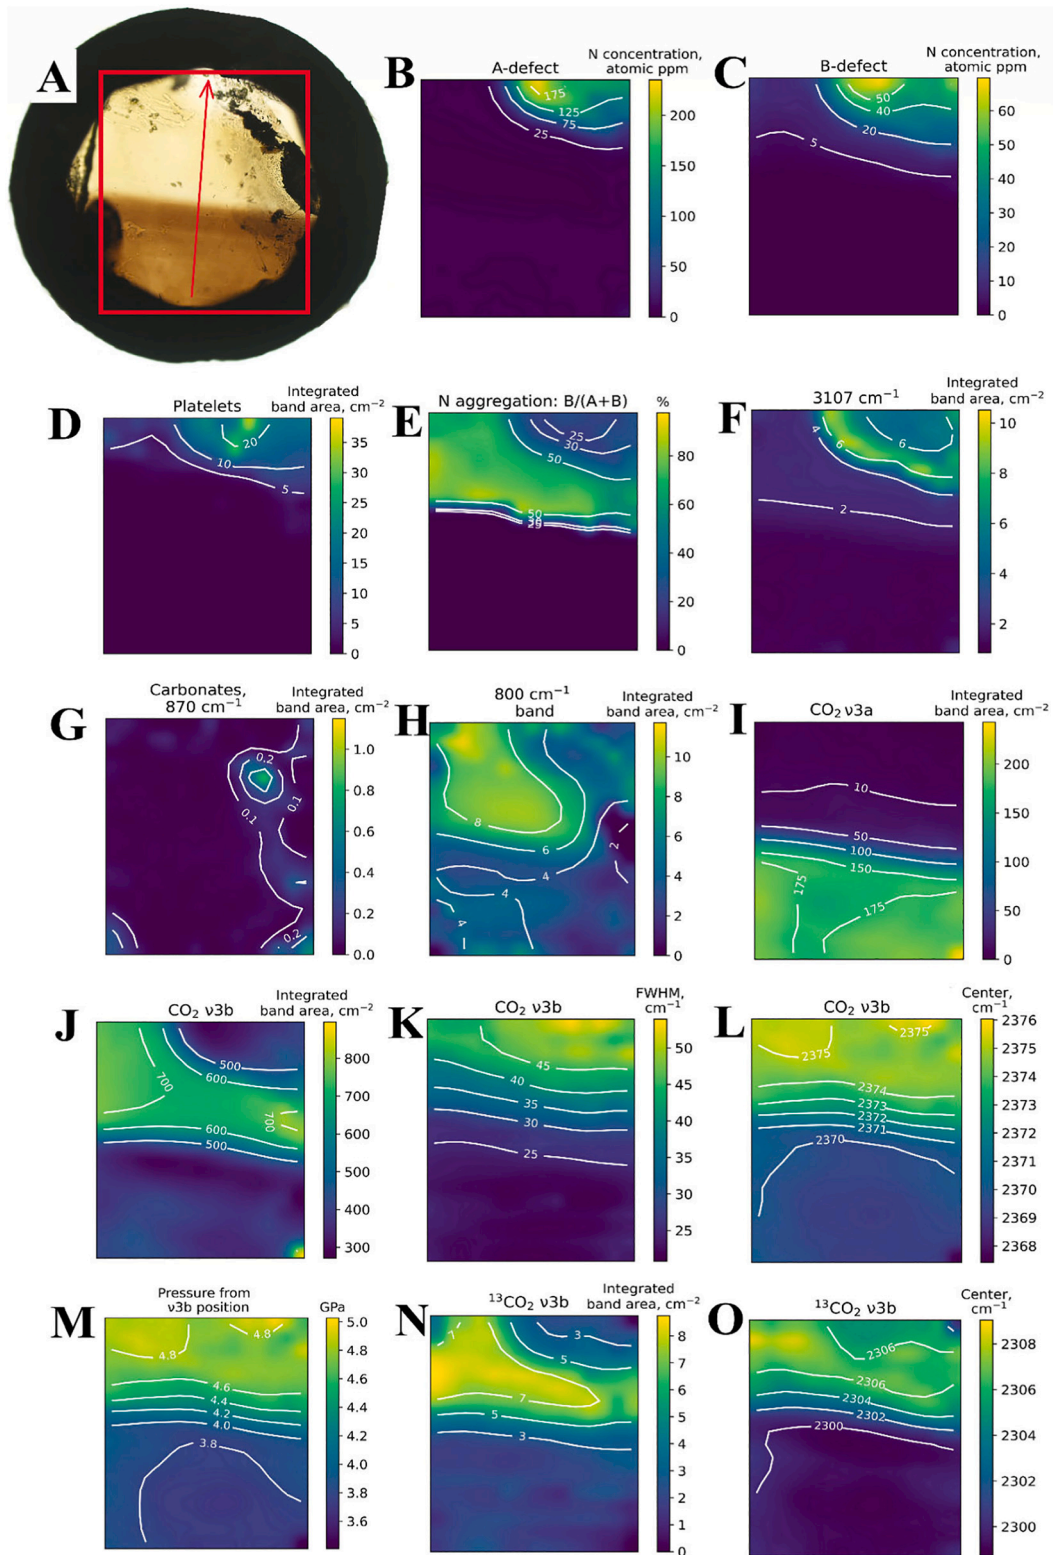 A
B
A-defect
N concentration,
atomic ppm
175
125
75
25
200
150
100
50
0
C
B-defect
N concentration,
atomic ppm
50
40
20
5
60
50
40
30
20
10
0
D
Platelets
Integrated
band area, cm⁻²
20
10
5
35
30
25
20
15
10
5
0
E
N aggregation: B/(A+B)
%
25
30
50
50
80
60
40
20
0
F
3107 cm⁻¹
Integrated
band area, cm⁻²
4
6
6
2
10
8
6
4
2
G
Carbonates,
870 cm⁻¹
Integrated
band area, cm⁻²
0.2
0.1
0.1
0.2
1.0
0.8
0.6
0.4
0.2
0.0
H
800 cm⁻¹
band
Integrated
band area, cm⁻²
8
6
4
2
4
4
10
8
6
4
2
0
I
CO₂ ν3a
Integrated
band area, cm⁻²
10
50
100
150
175
175
200
150
100
50
0
J
CO₂ ν3b
Integrated
band area, cm⁻²
500
600
700
700
600
500
800
700
600
500
400
300
K
CO₂ ν3b
FWHM,
cm⁻¹
45
40
35
30
25
50
45
40
35
30
25
L
CO₂ ν3b
Center,
cm⁻¹
2375
2375
2374
2373
2372
2371
2370
2376
2375
2374
2373
2372
2371
2370
2369
2368
M
Pressure from
ν3b position
GPa
4.8
4.8
4.6
4.4
4.2
4.0
3.8
5.0
4.8
4.6
4.4
4.2
4.0
3.8
3.6
N
¹³CO₂ ν3b
Integrated
band area, cm⁻²
7
3
5
7
5
3
8
7
6
5
4
3
2
1
0
O
¹³CO₂ ν3b
Center,
cm⁻¹
2306
2306
2304
2302
2300
2308
2306
2304
2302
2300